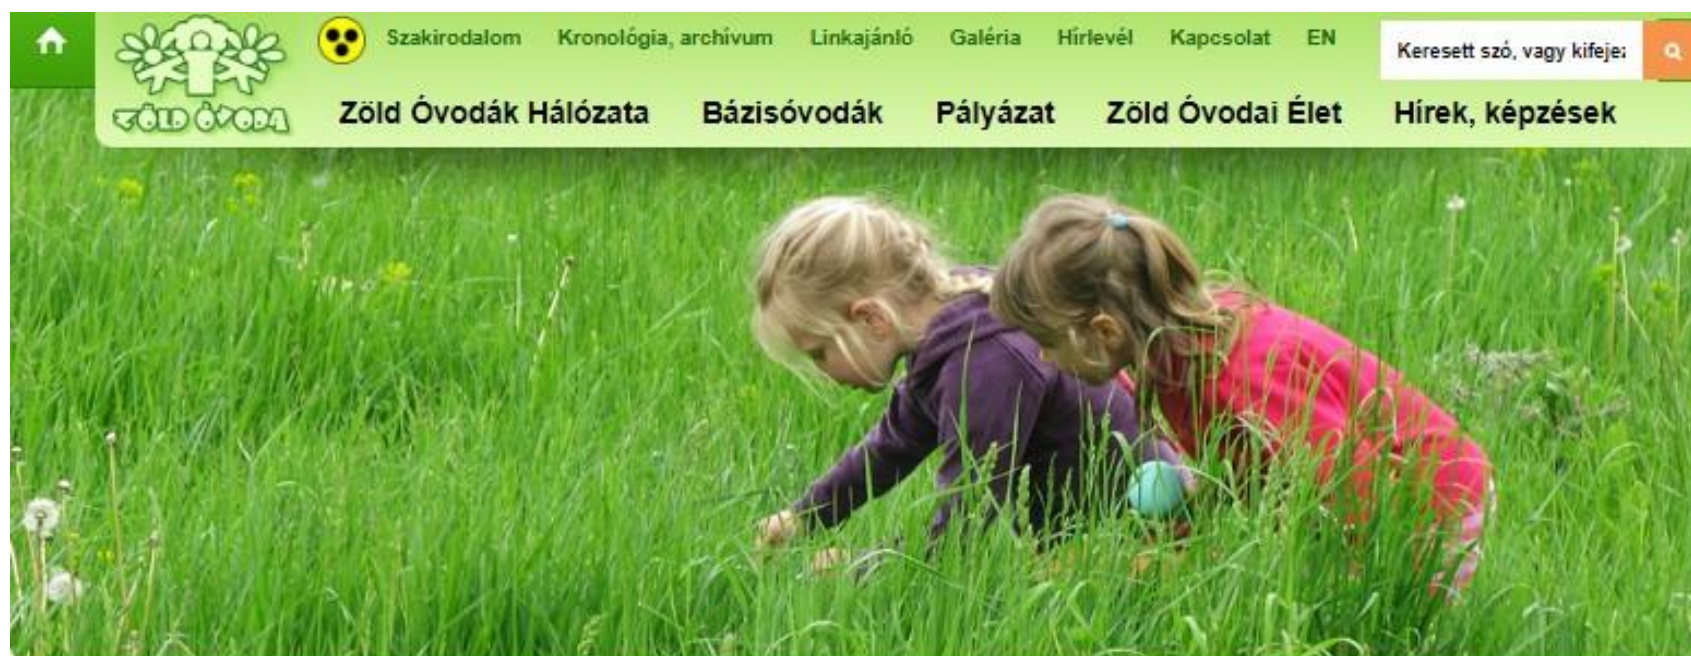 Szakirodalom Kronológia, archívum Linkajánló Galéria Hírlevél Kapcsolat EN
Keresett szó, vagy kifeje
ZÖLD ÓVODA
Zöld Óvodák Hálózata Bázisóvodák Pályázat Zöld Óvodai Élet Hírek, képzések